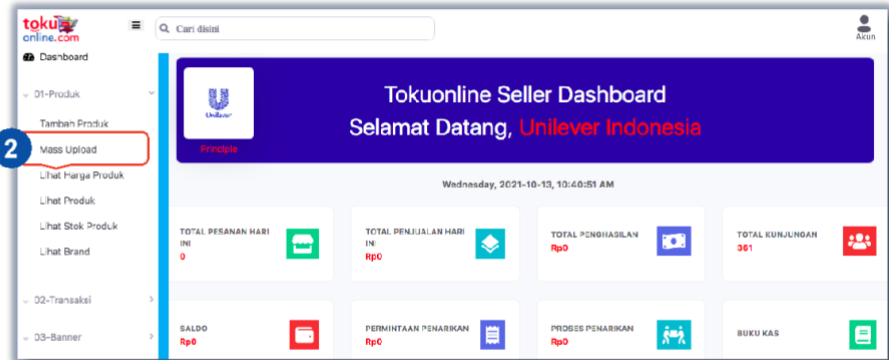 toku
online.com
Cari disini
Akun
Dashboard
01-Produk
Tambah Produk
2
Mass Upload
Lihat Harga Produk
Lihat Produk
Lihat Stok Produk
Lihat Brand
02-Transaksi
03-Banner
Unilever
Principle
Tokuonline Seller Dashboard
Selamat Datang, Unilever Indonesia
Wednesday, 2021-10-13, 10:40:51 AM
TOTAL PESANAN HARI
INI
0
TOTAL PENJUALAN HARI
INI
Rp0
TOTAL PENGHASILAN
Rp0
TOTAL KUNJUNGAN
361
SALDO
Rp0
PERMINTAAN PENARIKAN
Rp0
PROSES PENARIKAN
Rp0
BUKU KAS